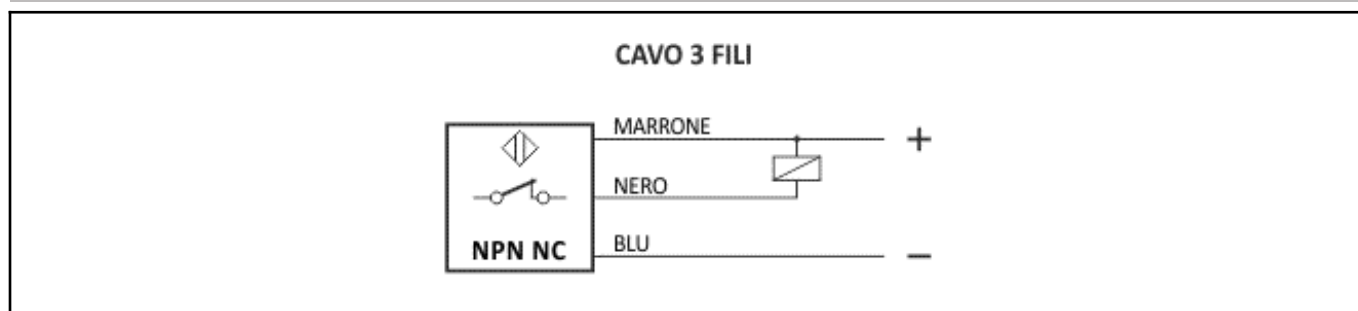 CAVO 3 FILI
MARRONE
+
NERO
NPN NC
BLU
−